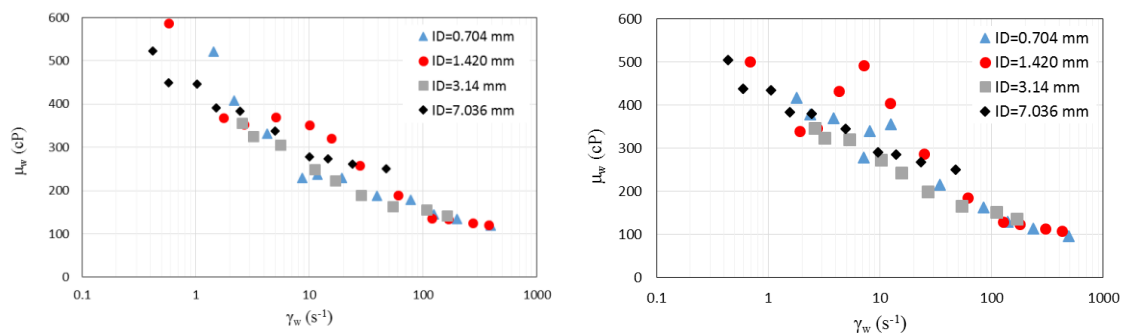 600
500
400
300
200
100
0
μw (cP)
0.1 1 10 100 1000
γw (s-1)
ID=0.704 mm
ID=1.420 mm
ID=3.14 mm
ID=7.036 mm
600
500
400
300
200
100
0
μw (cP)
0.1 1 10 100 1000
γw (s-1)
ID=0.704 mm
ID=1.420 mm
ID=3.14 mm
ID=7.036 mm